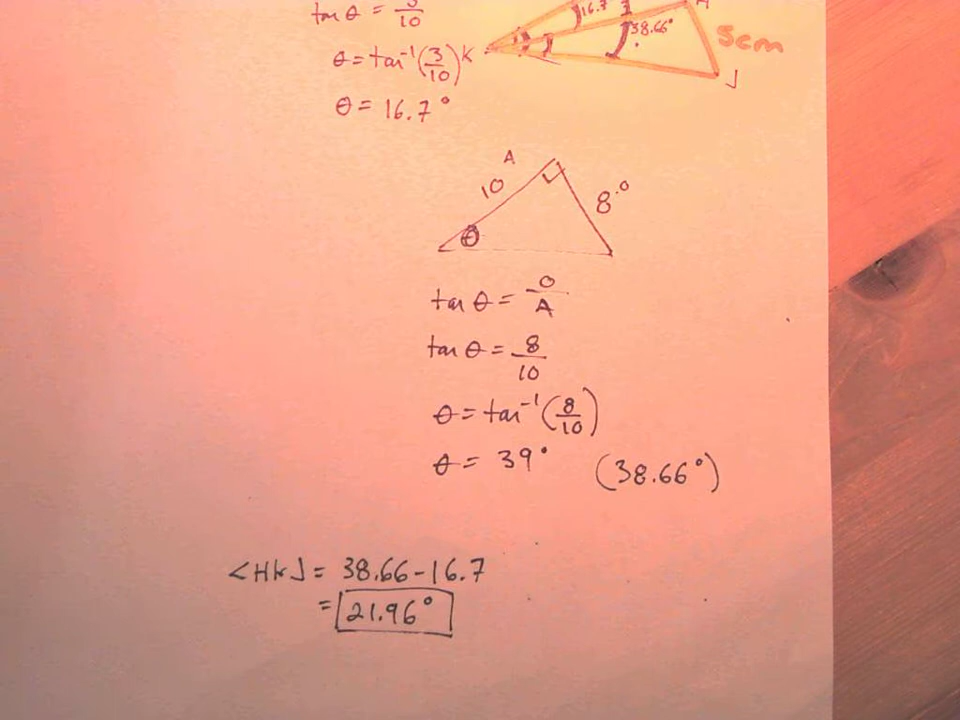 tan θ = 3/10
16.7
H
38.66°
5cm
θ = tan⁻¹(3/10)
K
J
θ = 16.7°
A
10
8
O
θ
tan θ = O/A
tan θ = 8/10
θ = tan⁻¹(8/10)
θ = 39° (38.66°)
<HKJ = 38.66-16.7
= 21.96°